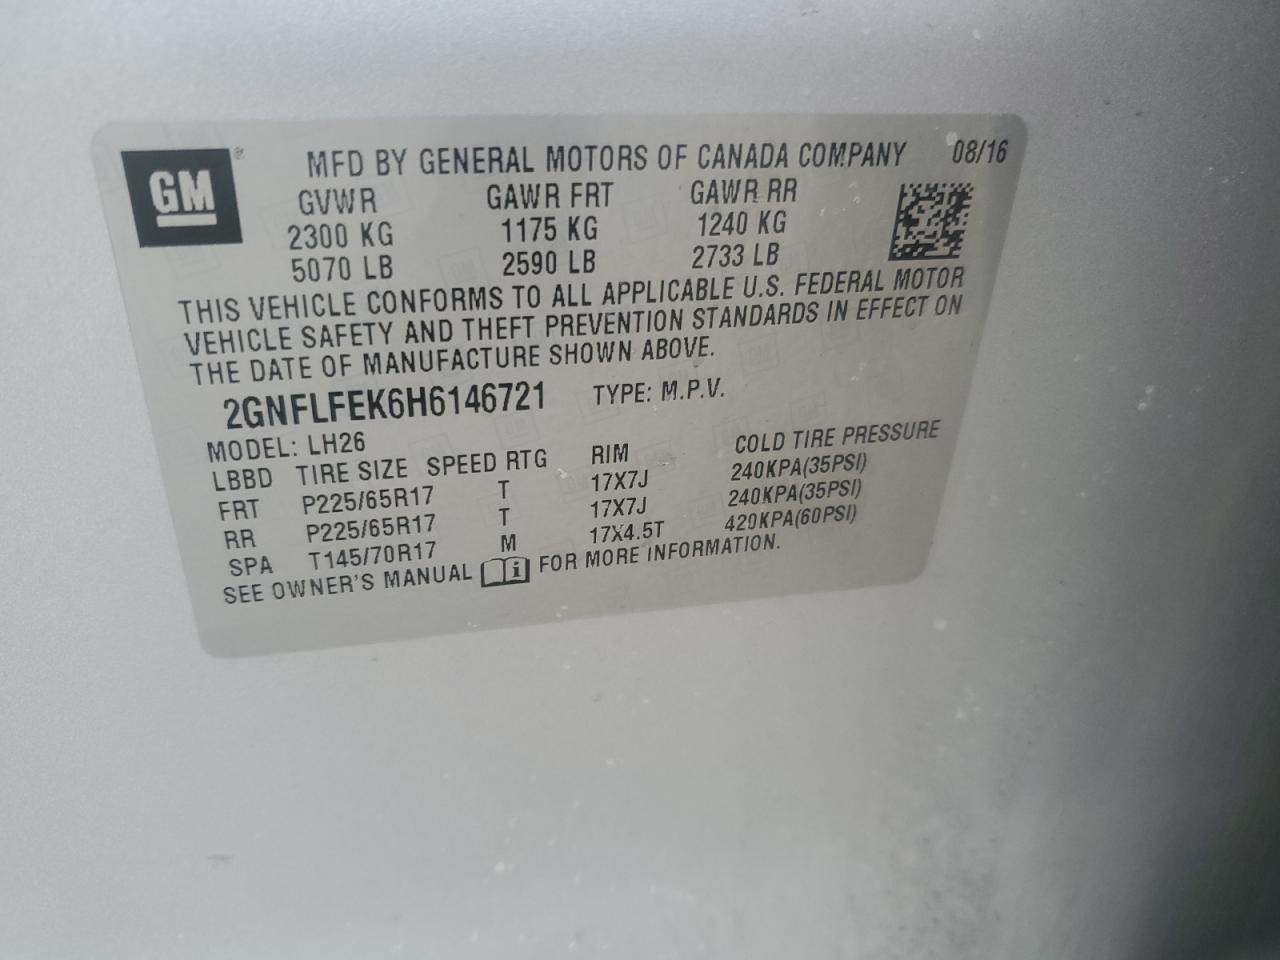 GM® MFD BY GENERAL MOTORS OF CANADA COMPANY 08/16
GVWR GAWR FRT GAWR RR
2300 KG 1175 KG 1240 KG
5070 LB 2590 LB 2733 LB
THIS VEHICLE CONFORMS TO ALL APPLICABLE U.S. FEDERAL MOTOR
VEHICLE SAFETY AND THEFT PREVENTION STANDARDS IN EFFECT ON
THE DATE OF MANUFACTURE SHOWN ABOVE.
2GNFLFEK6H6146721 TYPE: M.P.V.
MODEL: LH26
LBBD TIRE SIZE SPEED RTG RIM COLD TIRE PRESSURE
FRT P225/65R17 T 17X7J 240KPA(35PSI)
RR P225/65R17 T 17X7J 240KPA(35PSI)
SPA T145/70R17 M 17X4.5T 420KPA(60PSI)
SEE OWNER'S MANUAL i FOR MORE INFORMATION.